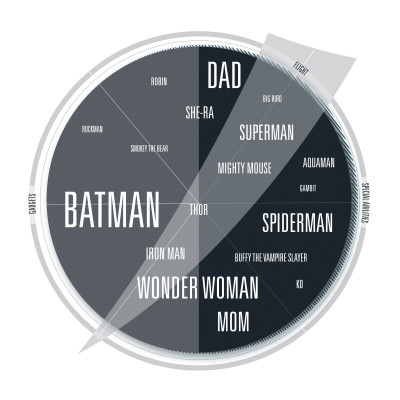 FLIGHT
DAD
ROBIN
BIG BIRD
SHE-RA
ROCKMAN
SUPERMAN
SMOKEY THE BEAR
AQUAMAN
MIGHTY MOUSE
GAMBIT
GADGETS
BATMAN
THOR
SPECIAL ABILITIES
SPIDERMAN
IRON MAN
BUFFY THE VAMPIRE SLAYER
WONDER WOMAN
KO
MOM